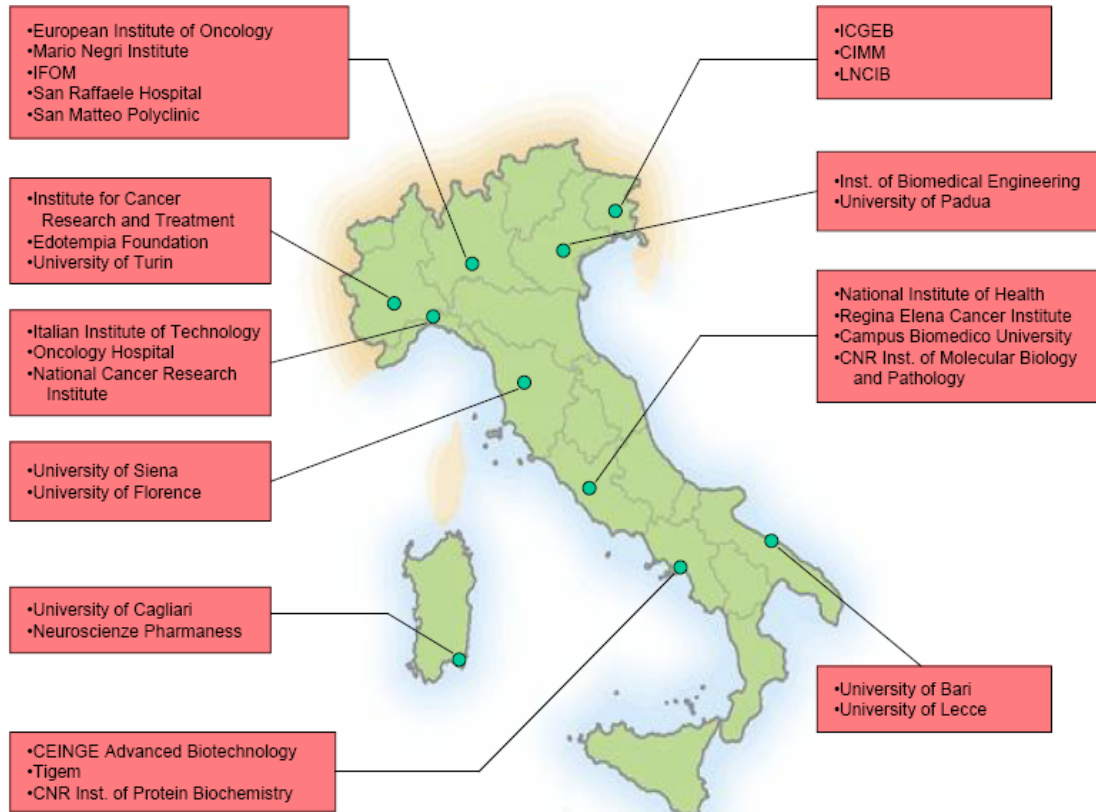 •European Institute of Oncology
•Mario Negri Institute
•IFOM
•San Raffaele Hospital
•San Matteo Polyclinic
•ICGEB
•CIMM
•LNCIB
•Institute for Cancer
Research and Treatment
•Edotempia Foundation
•University of Turin
•Inst. of Biomedical Engineering
•University of Padua
•Italian Institute of Technology
•Oncology Hospital
•National Cancer Research
Institute
•National Institute of Health
•Regina Elena Cancer Institute
•Campus Biomedico University
•CNR Inst. of Molecular Biology
and Pathology
•University of Siena
•University of Florence
•University of Cagliari
•Neuroscienze Pharmaness
•University of Bari
•University of Lecce
•CEINGE Advanced Biotechnology
•Tigem
•CNR Inst. of Protein Biochemistry